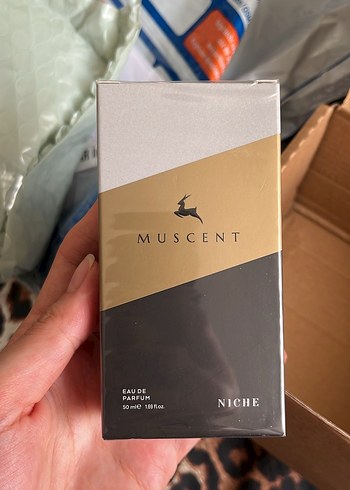 MUSCENT
EAU DE
PARFUM
50 ml℮ 1.69 fl.oz.
NICHE